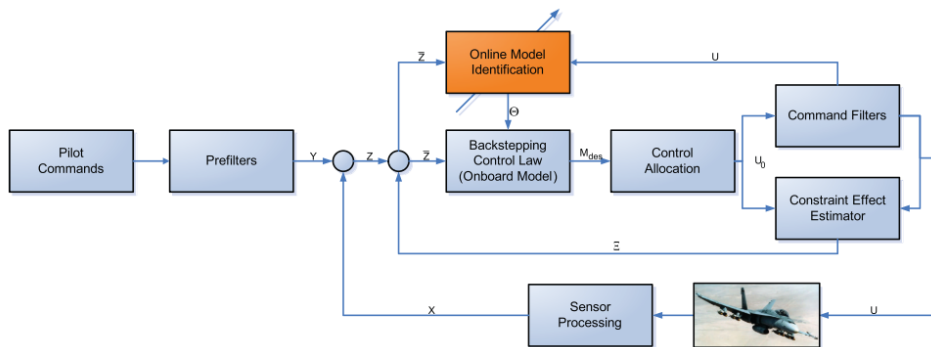 Z̅
Online Model
Identification
U
Θ
Pilot
Commands
Prefilters
Y
Z
Z̅
Backstepping
Control Law
(Onboard Model)
M_des
Control
Allocation
U₀
Command Filters
Constraint Effect
Estimator
Ξ
X
Sensor
Processing
U